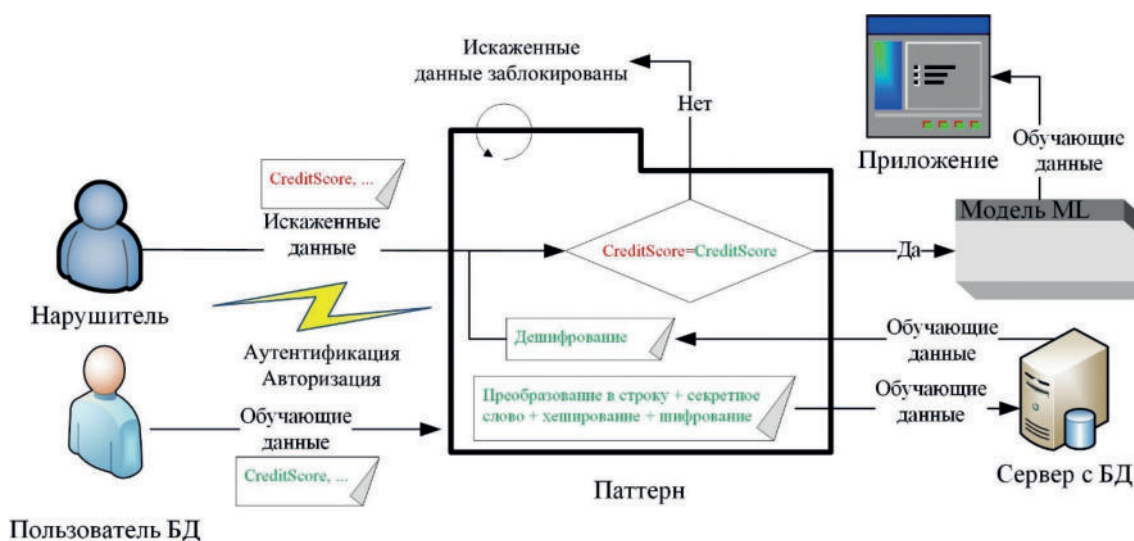 Искаженные
данные заблокированы
Нет
Приложение
Обучающие
данные
CreditScore, ...
Искаженные
данные
Нарушитель
CreditScore=CreditScore
Да
Модель ML
Аутентификация
Авторизация
Дешифрование
Обучающие
данные
Преобразование в строку + секретное
слово + хеширование + шифрование
Обучающие
данные
Обучающие
данные
CreditScore, ...
Пользователь БД
Паттерн
Сервер с БД